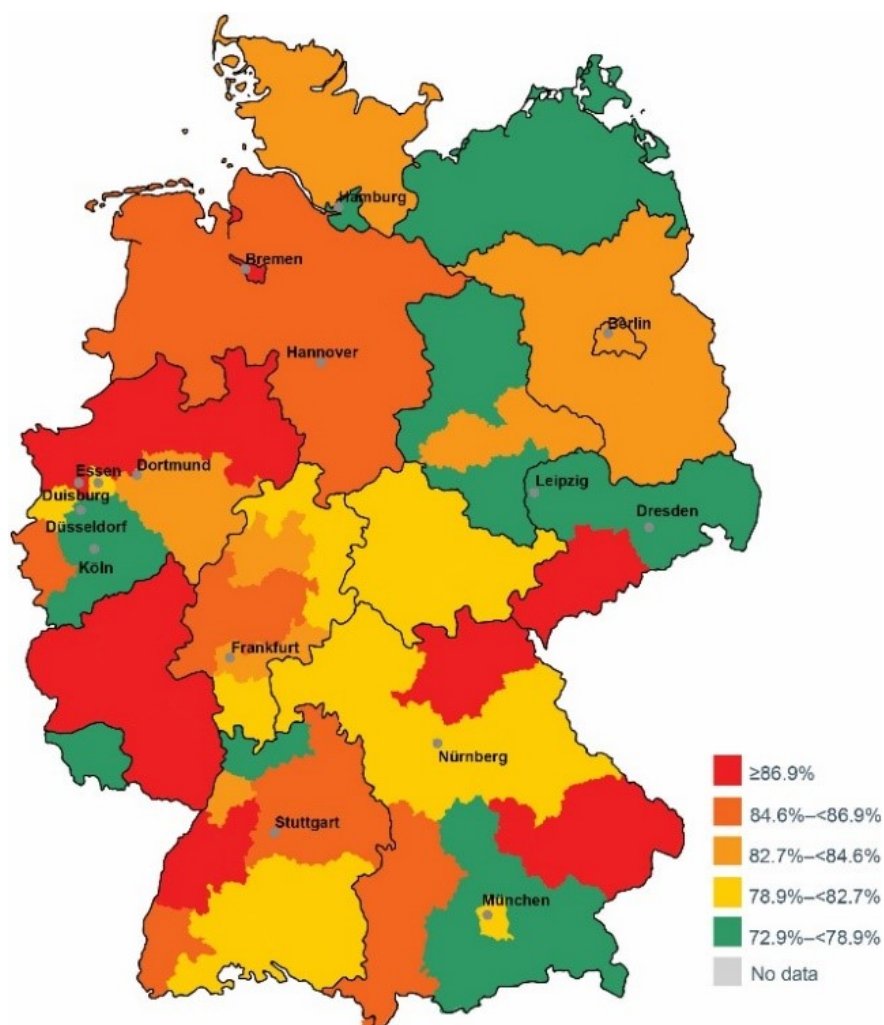 Hamburg
Bremen
Berlin
Hannover
Essen
Dortmund
Duisburg
Leipzig
Düsseldorf
Dresden
Köln
Frankfurt
Nürnberg
Stuttgart
München
≥86.9%
84.6%–<86.9%
82.7%–<84.6%
78.9%–<82.7%
72.9%–<78.9%
No data